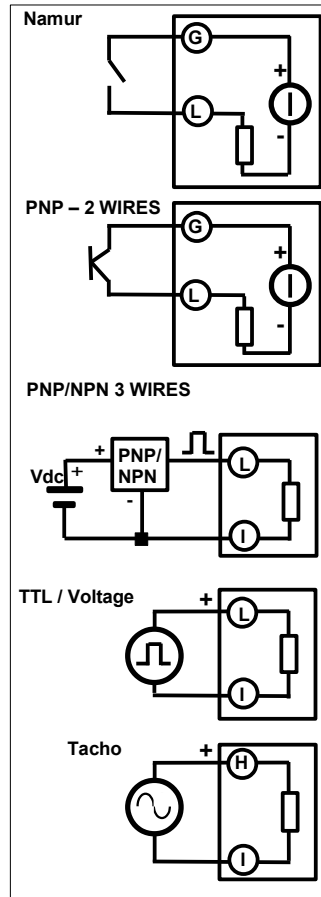 Namur
G
+
L
I
-
PNP – 2 WIRES
G
+
L
I
-
PNP/NPN 3 WIRES
+ PNP/ L
Vdc + NPN
-
I
TTL / Voltage
+ L
I
Tacho
+ H
I